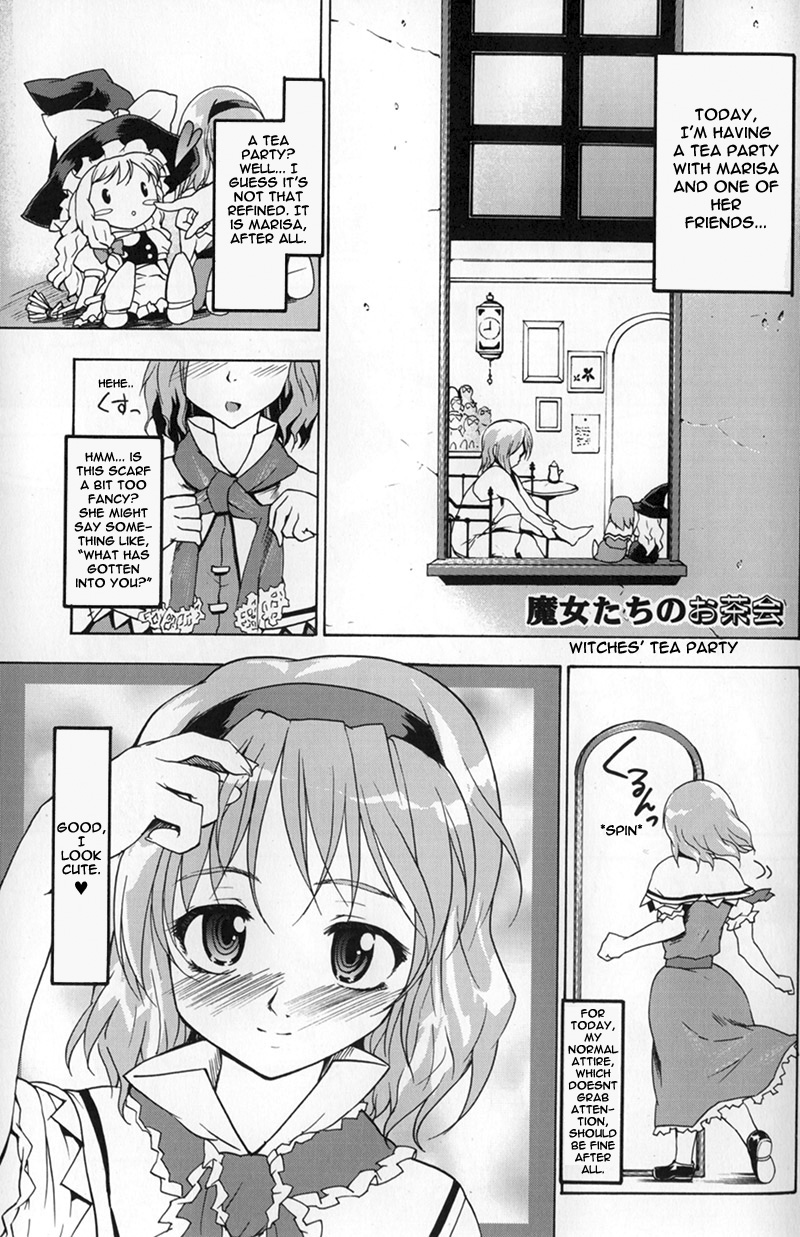 TODAY,
I'M HAVING
A TEA PARTY
WITH MARISA
AND ONE OF
HER
FRIENDS...
魔女たちのお茶会
WITCHES' TEA PARTY
A TEA
PARTY?
WELL... I
GUESS IT'S
NOT THAT
REFINED. IT
IS MARISA,
AFTER ALL.
HEHE..
くすっ
HMM... IS
THIS SCARF
A BIT TOO
FANCY?
SHE MIGHT
SAY SOME-
THING LIKE,
"WHAT HAS
GOTTEN
INTO YOU?"
くるんっ
*SPIN*
FOR
TODAY,
MY
NORMAL
ATTIRE,
WHICH
DOESNT
GRAB
ATTEN-
TION,
SHOULD
BE FINE
AFTER
ALL.
GOOD,
I
LOOK
CUTE.
♥